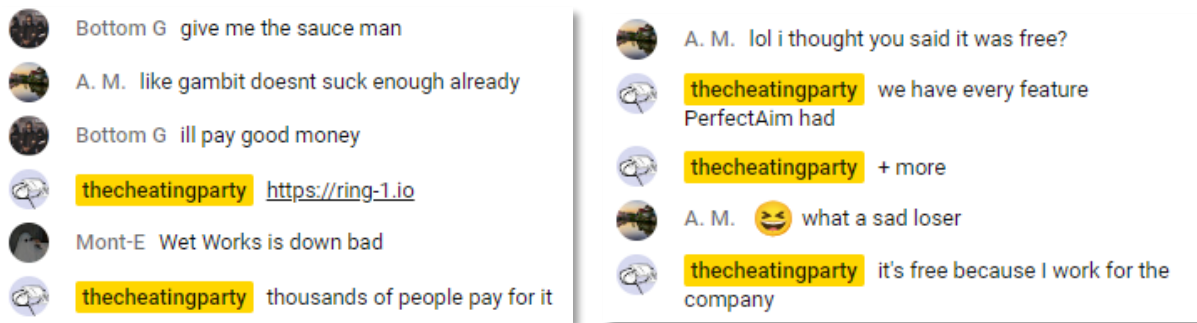 Bottom G give me the sauce man
A. M. like gambit doesnt suck enough already
Bottom G ill pay good money
thecheatingparty https://ring-1.io
Mont-E Wet Works is down bad
thecheatingparty thousands of people pay for it
A. M. lol i thought you said it was free?
thecheatingparty we have every feature
PerfectAim had
thecheatingparty + more
A. M. 😆 what a sad loser
thecheatingparty it's free because I work for the
company